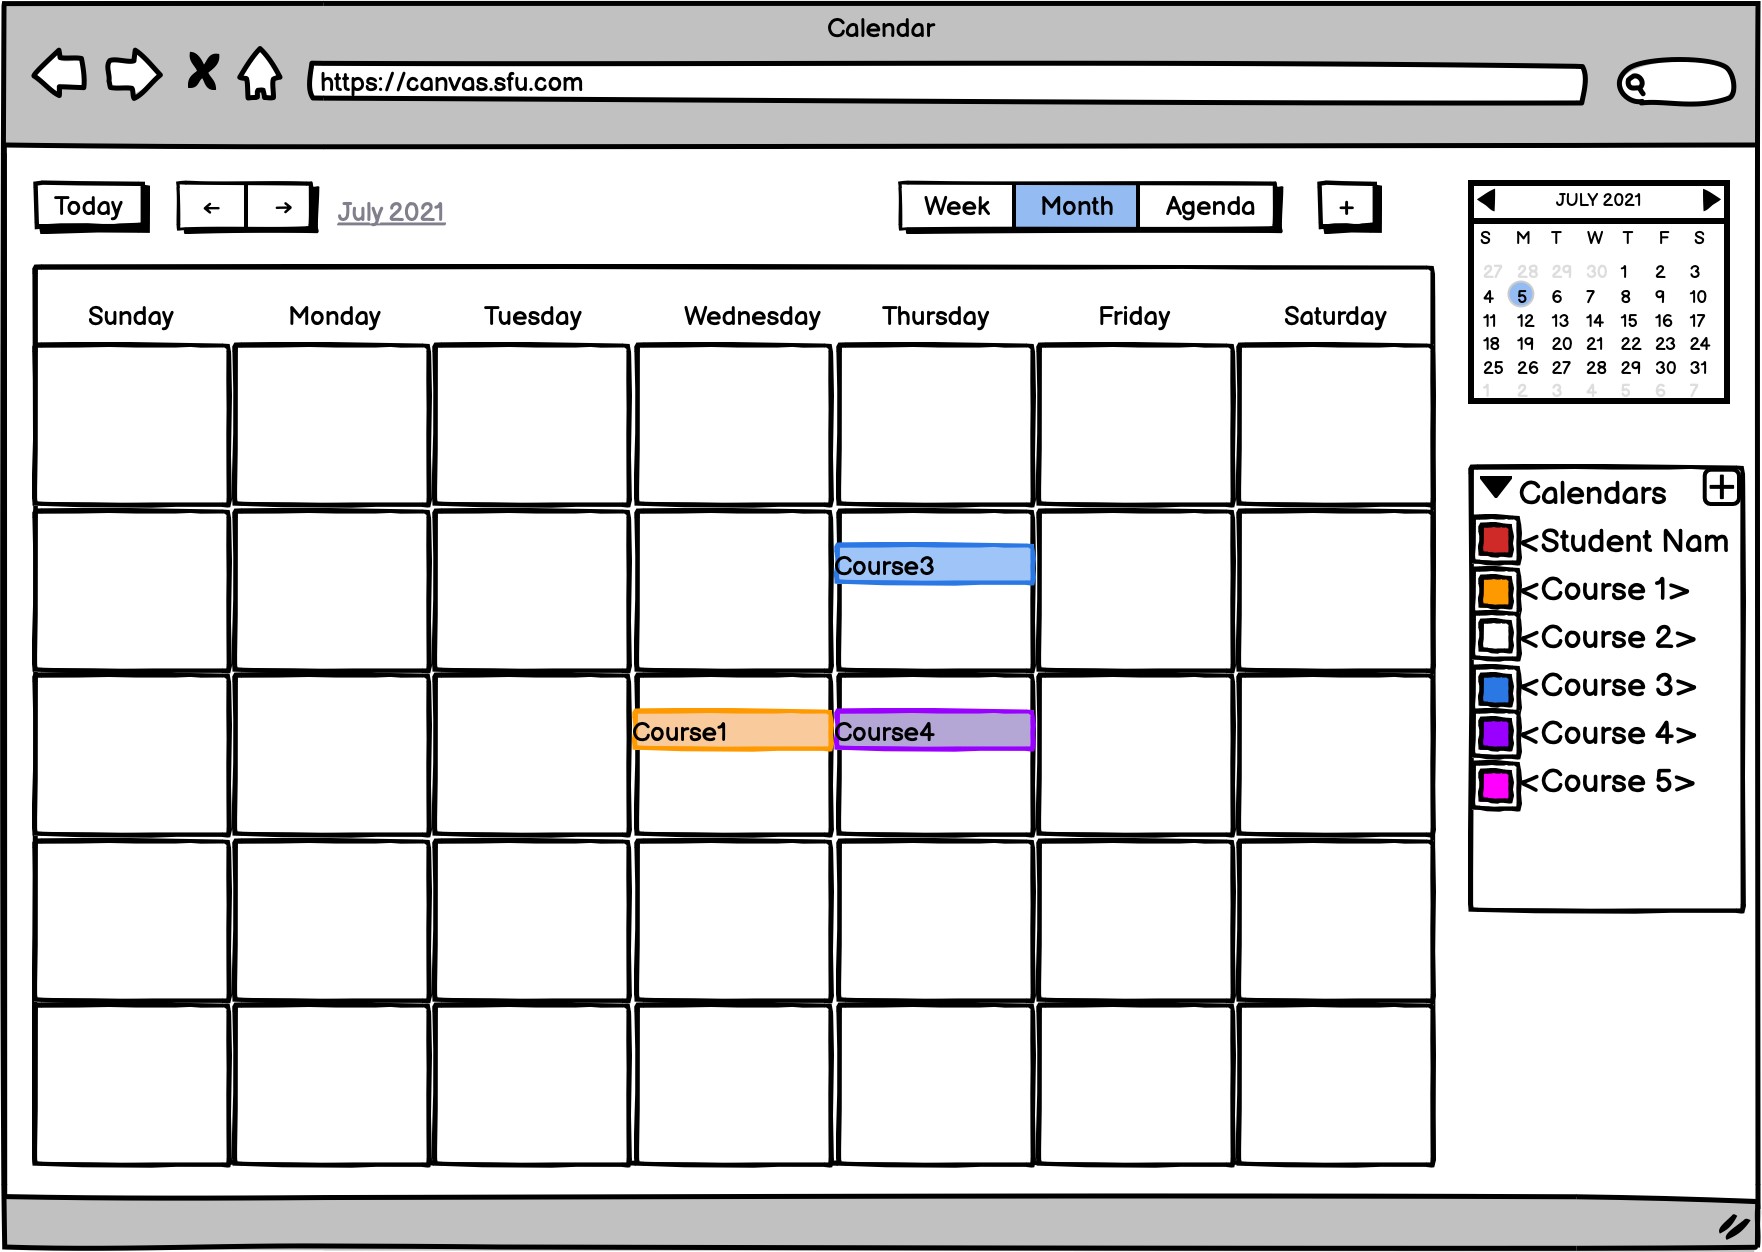 Calendar
https://canvas.sfu.com
Today ← → July 2021 Week Month Agenda +
Sunday Monday Tuesday Wednesday Thursday Friday Saturday
Course3
Course1 Course4
JULY 2021
S M T W T F S
27 28 29 30 1 2 3
4 5 6 7 8 9 10
11 12 13 14 15 16 17
18 19 20 21 22 23 24
25 26 27 28 29 30 31
1 2 3 4 5 6 7
Calendars
<Student Nam
<Course 1>
<Course 2>
<Course 3>
<Course 4>
<Course 5>